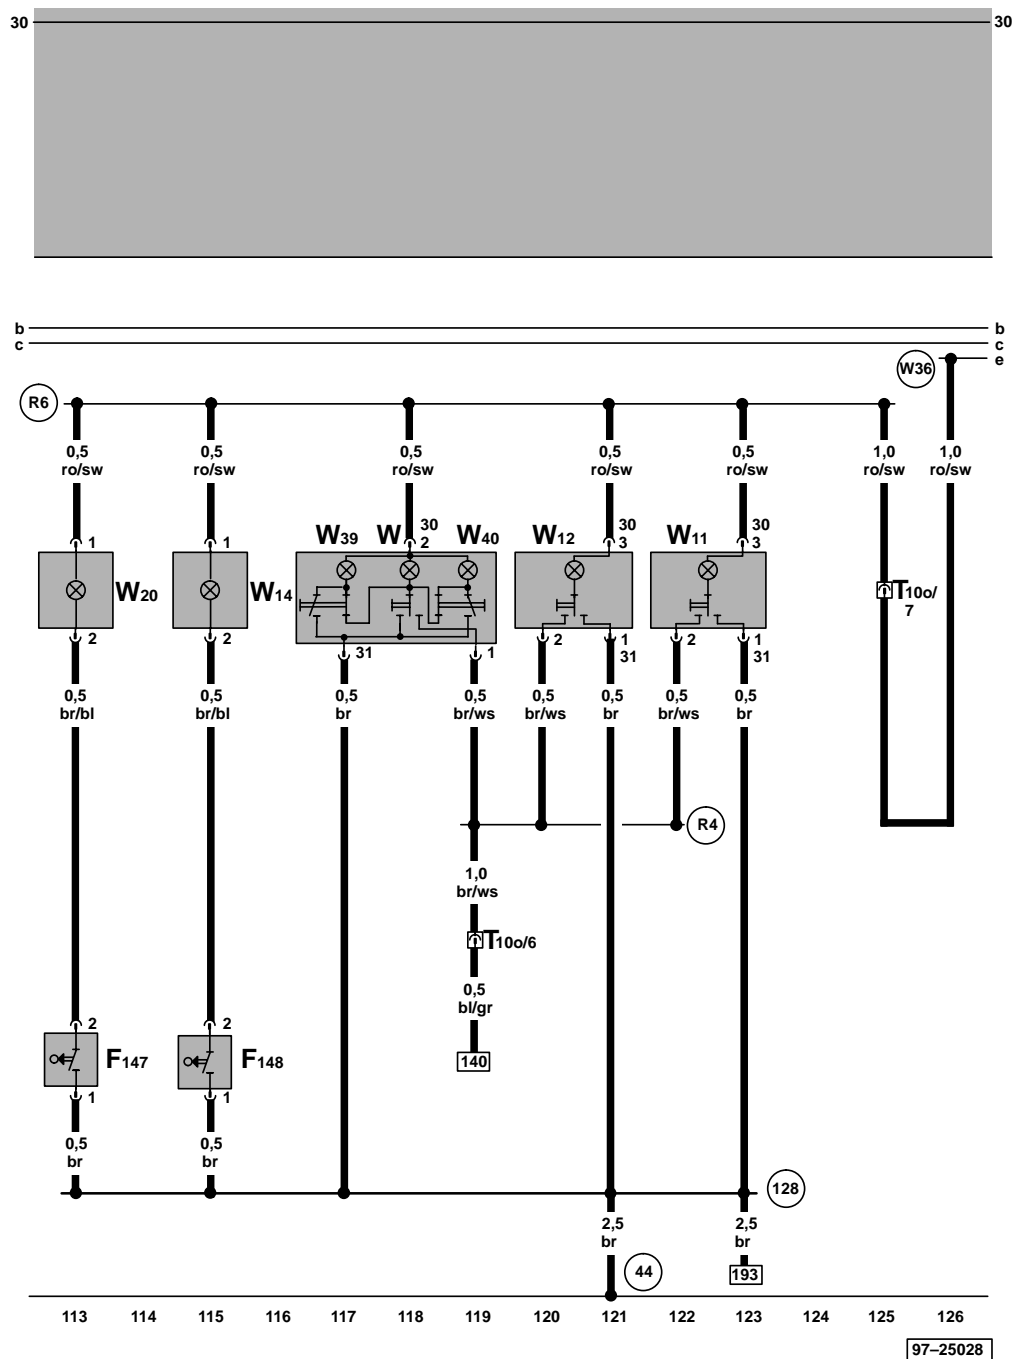 30 30
b b
c c
W36 e
R6
0,5 0,5 0,5 0,5 0,5 1,0 1,0
ro/sw ro/sw ro/sw ro/sw ro/sw ro/sw ro/sw
W39 W 30 W40 W12 30 W11 30
1 1 2 3 3
W20 W14 T10o/
7
2 2 2 1 2 1
31 1 31 31
0,5 0,5 0,5 0,5 0,5 0,5 0,5 0,5
br/bl br/bl br br/ws br/ws br br/ws br
R4
1,0
br/ws
T10o/6
0,5
bl/gr
2 2
F147 F148 140
1 1
0,5 0,5
br br
128
2,5 2,5
br br
44 193
113 114 115 116 117 118 119 120 121 122 123 124 125 126
97–25028